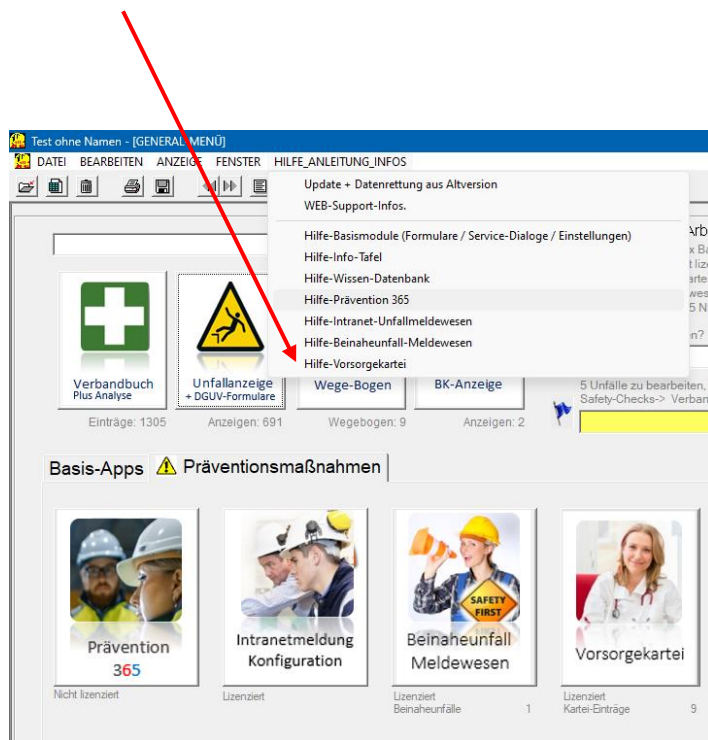 Test ohne Namen - [GENERAL-MENÜ]
DATEI BEARBEITEN ANZEIGE FENSTER HILFE_ANLEITUNG_INFOS
Update + Datenrettung aus Altversion
WEB-Support-Infos.
Hilfe-Basismodule (Formulare / Service-Dialoge / Einstellungen)
Hilfe-Info-Tafel
Hilfe-Wissen-Datenbank
Hilfe-Prävention 365
Hilfe-Intranet-Unfallmeldewesen
Hilfe-Beinaheunfall-Meldewesen
Hilfe-Vorsorgekartei
Verbandbuch
Plus Analyse
Unfallanzeige
+ DGUV-Formulare
Wege-Bogen
BK-Anzeige
5 Unfälle zu bearbeiten,
Safety-Checks-> Verban
Einträge: 1305
Anzeigen: 691
Wegebogen: 9
Anzeigen: 2
Basis-Apps
Präventionsmaßnahmen
Prävention
365
Intranetmeldung
Konfiguration
SAFETY
FIRST
Beinaheunfall
Meldewesen
Vorsorgekartei
Nicht lizenziert
Lizenziert
Lizenziert
Beinaheunfälle 1
Lizenziert
Kartei-Einträge 9